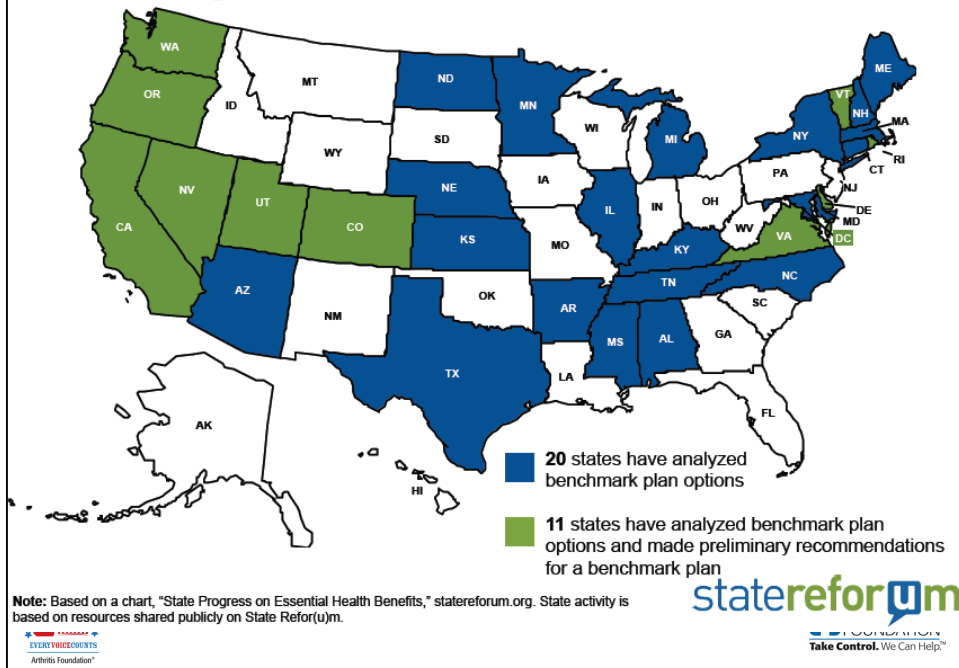 WA
OR
CA
NV
ID
MT
WY
UT
CO
AZ
NM
ND
SD
NE
KS
OK
TX
MN
IA
MO
AR
LA
WI
IL
MI
IN
OH
KY
TN
MS
AL
GA
FL
SC
NC
VA
WV
PA
NY
VT
NH
ME
MA
RI
CT
NJ
DE
MD
DC
AK
HI
20 states have analyzed
benchmark plan options
11 states have analyzed benchmark plan
options and made preliminary recommendations
for a benchmark plan
Note: Based on a chart, “State Progress on Essential Health Benefits,” statereforum.org. State activity is
based on resources shared publicly on State Refor(u)m.
statereforum
EVERYVOICECOUNTS
Arthritis Foundation®
FOUNDATION
Take Control. We Can Help.™